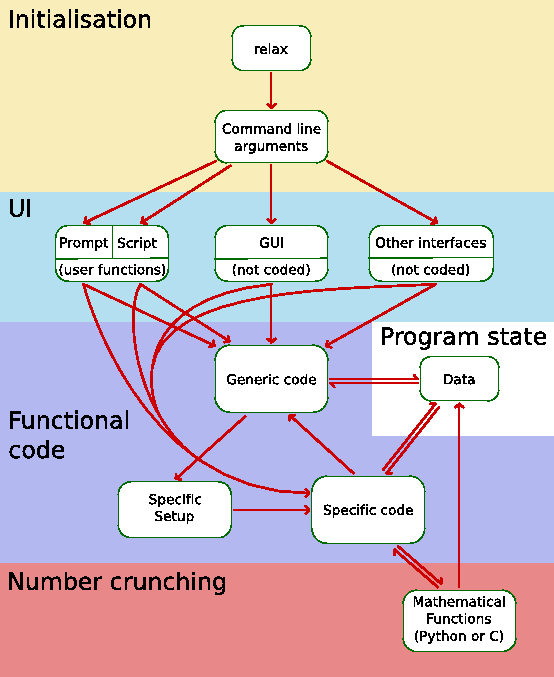 Initialisation
relax
Command line
arguments
UI
Prompt
Script
(user functions)
GUI
(not coded)
Other interfaces
(not coded)
Program state
Data
Generic code
Functional
code
Specific
Setup
Specific code
Number crunching
Mathematical
Functions
(Python or C)